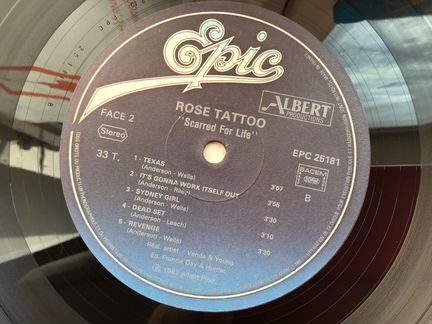 Epic
ROSE TATTOO
"Scarred For Life"
ALBERT
PRODUCTIONS
FACE 2
Stereo
33 T.
EPC 25181
SACEM
B
1 - TEXAS
(Anderson - Wells) 3'07
2 - IT'S GONNA WORK ITSELF OUT
(Anderson - Riley) 3'55
3 - SYDNEY GIRL
(Anderson - Wells) 3'30
4 - DEAD SET
(Anderson - Leach) 3'10
5 - REVENGE
(Anderson - Wells) 3'30
Réal. artist.: Vanda & Young
Ed. Francis Day & Hunter
℗ 1982 Albert Prod.